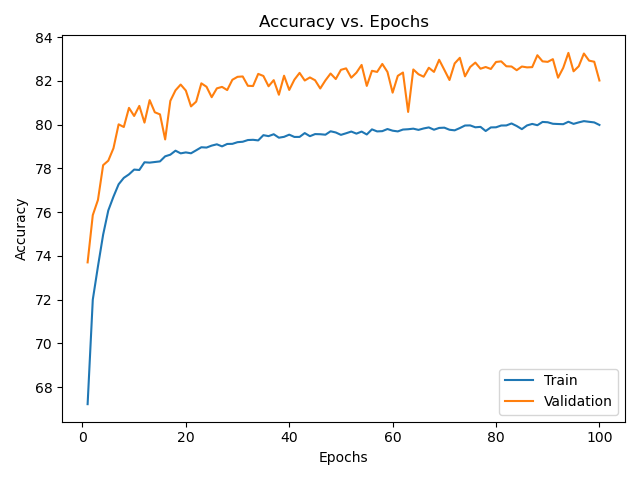 Accuracy vs. Epochs
84
82
80
78
76
74
72
70
68
Accuracy
0 20 40 60 80 100
Epochs
Train
Validation